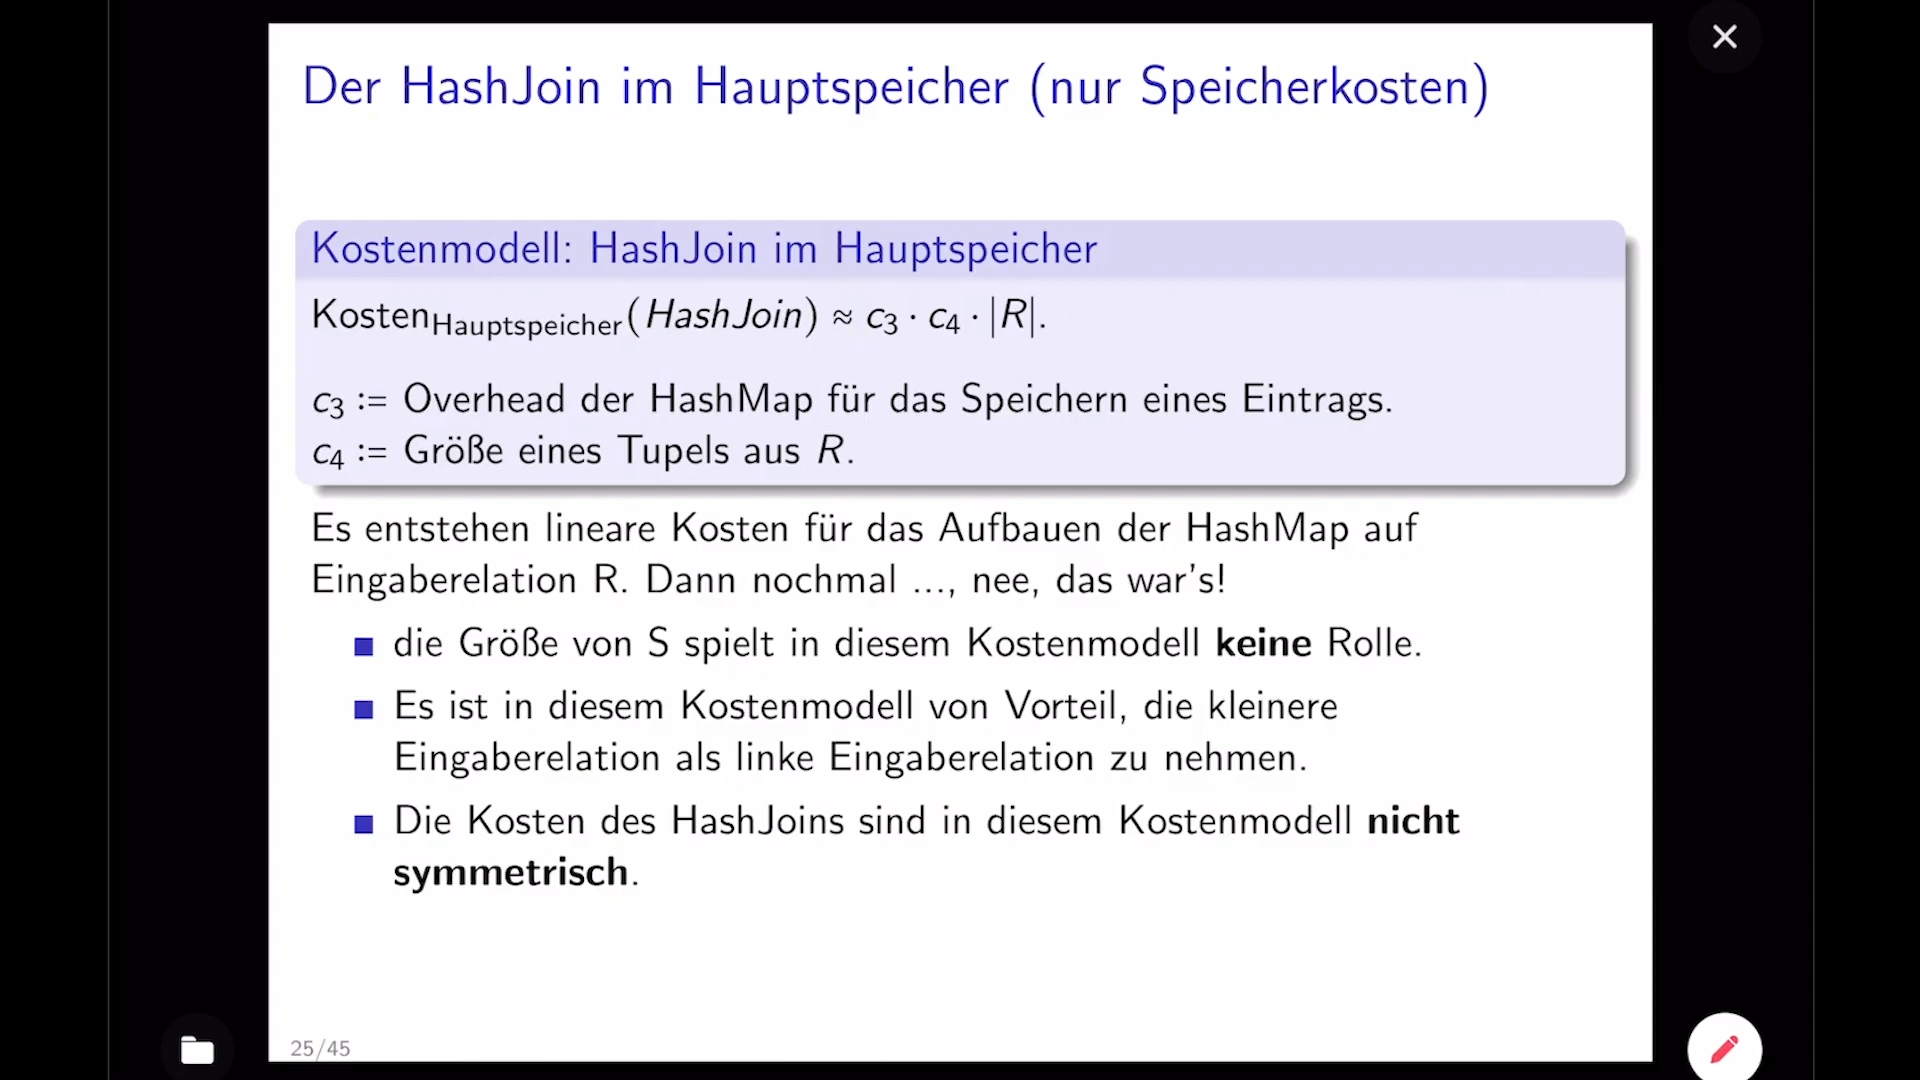 Der HashJoin im Hauptspeicher (nur Speicherkosten)
Kostenmodell: HashJoin im Hauptspeicher
Kosten_Hauptspeicher(HashJoin) ≈ c₃ · c₄ · |R|.
c₃ := Overhead der HashMap für das Speichern eines Eintrags.
c₄ := Größe eines Tupels aus R.
Es entstehen lineare Kosten für das Aufbauen der HashMap auf
Eingaberelation R. Dann nochmal ..., nee, das war's!
die Größe von S spielt in diesem Kostenmodell keine Rolle.
Es ist in diesem Kostenmodell von Vorteil, die kleinere
Eingaberelation als linke Eingaberelation zu nehmen.
Die Kosten des HashJoins sind in diesem Kostenmodell nicht
symmetrisch.
25/45